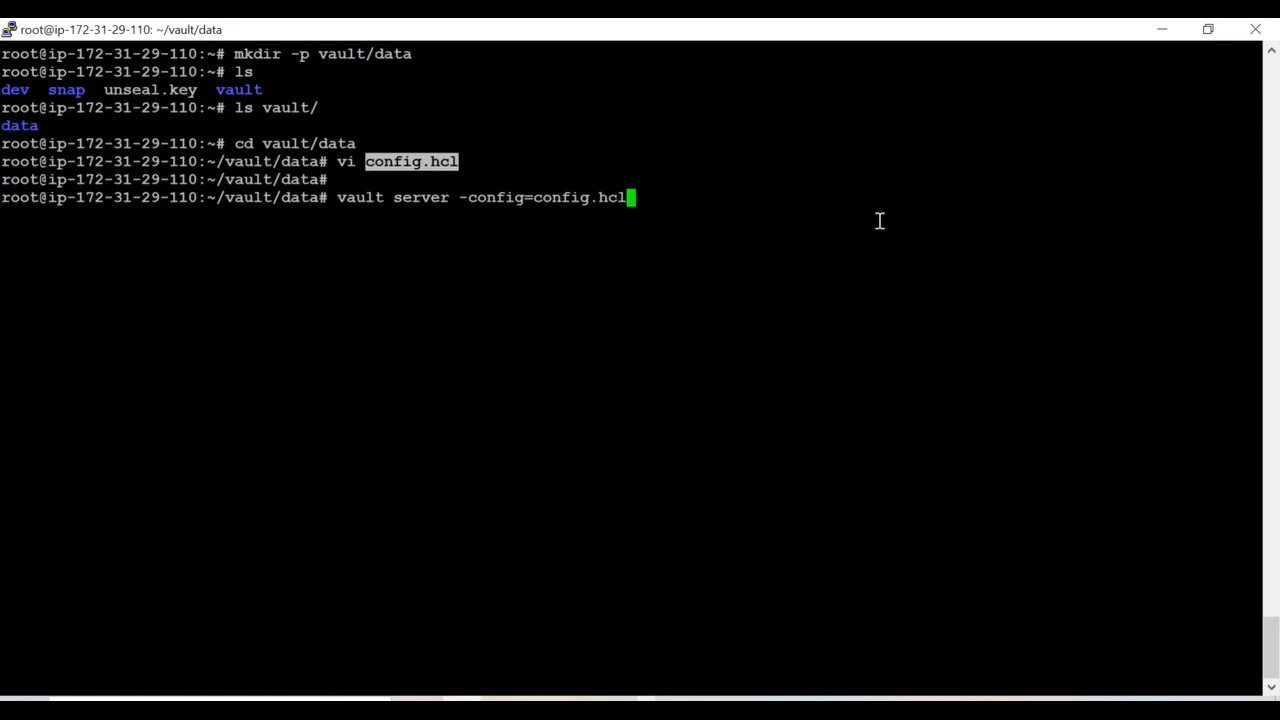 root@ip-172-31-29-110: ~/vault/data
root@ip-172-31-29-110:~# mkdir -p vault/data
root@ip-172-31-29-110:~# ls
dev  snap  unseal.key  vault
root@ip-172-31-29-110:~# ls vault/
data
root@ip-172-31-29-110:~# cd vault/data
root@ip-172-31-29-110:~/vault/data# vi config.hcl
root@ip-172-31-29-110:~/vault/data#
root@ip-172-31-29-110:~/vault/data# vault server -config=config.hcl